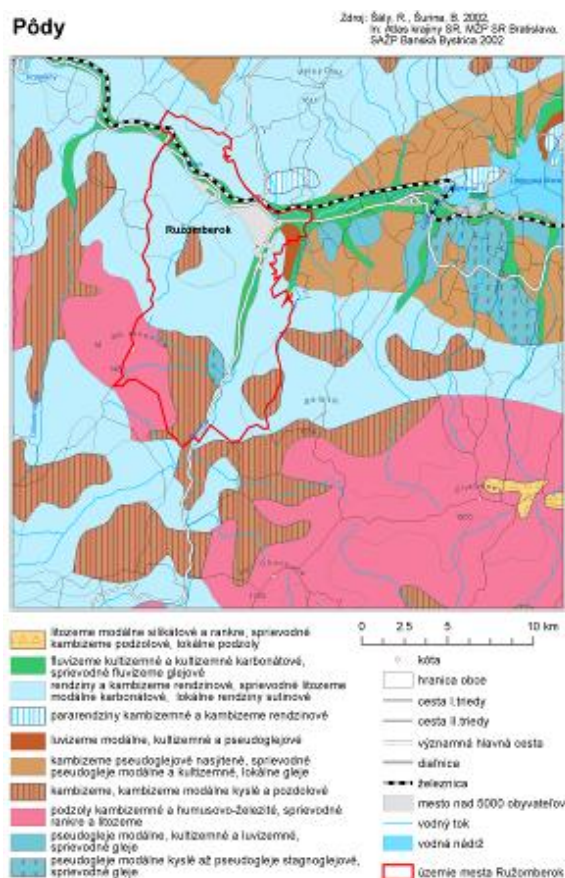 Pôdy
Zdroj: Šály, R., Šurina, B. 2002,
In: Atlas krajiny SR, MŽP SR Bratislava,
SAŽP Banská Bystrica 2002
Ružomberok
litozeme modálne silikátové a rankre, sprievodné
kambizeme podzolové, lokálne podzoly
fluvizeme kultizemné a kultizemné karbonátové,
sprievodné fluvizeme glejové
rendziny a kambizeme rendzinové, sprievodné litozeme
modálne karbonátové, lokálne rendziny sutinové
pararendziny kambizemné a kambizeme rendzinové
luvizeme modálne, kultizemné a pseudoglejové
kambizeme pseudoglejové nasýtené, sprievodné
pseudogleje modálne a kultizemné, lokálne gleje
kambizeme, kambizeme modálne kyslé a pozdolové
podzoly kambizemné a humusovo-železité, sprievodné
rankre a litozeme
pseudogleje modálne, kultizemné a luvizemné,
sprievodné gleje
pseudogleje modálne kyslé až pseudogleje stagnoglejové,
sprievodné gleje
0 2.5 5 10 km
kóta
hranica obce
cesta I.triedy
cesta II.triedy
významná hlavná cesta
diaľnica
železnica
mesto nad 5000 obyvateľov
vodný tok
vodná nádrž
územie mesta Ružomberok